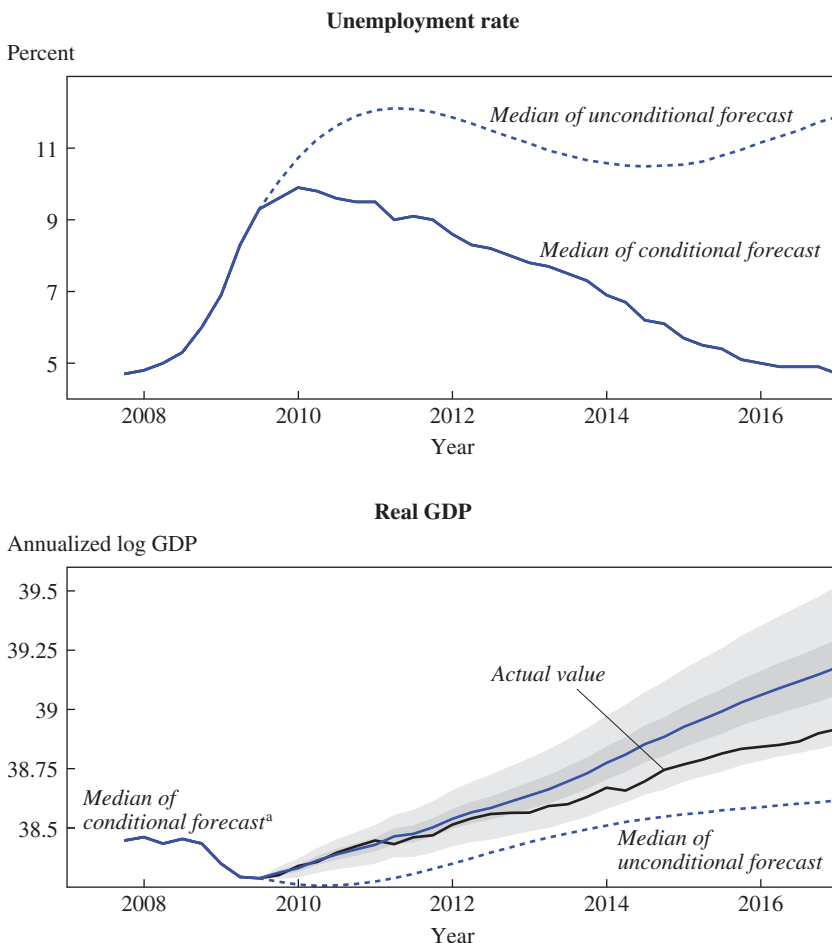 Unemployment rate
Percent
Median of unconditional forecast
11
9
Median of conditional forecast
7
5
2008 2010 2012 2014 2016
Year
Real GDP
Annualized log GDP
39.5
39.25
Actual value
39
38.75
Median of
conditional forecastᵃ
38.5
Median of
unconditional forecast
2008 2010 2012 2014 2016
Year